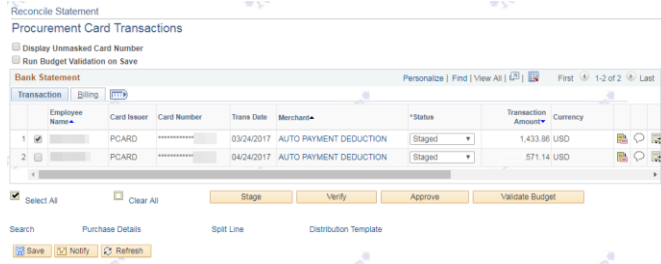 Reconcile Statement
Procurement Card Transactions
Display Unmasked Card Number
Run Budget Validation on Save
Bank Statement Personalize | Find | View All | First 1-2 of 2 Last
Transaction Billing
Employee Name Card Issuer Card Number Trans Date Merchant *Status Transaction Amount Currency
1 PCARD ************ 03/24/2017 AUTO PAYMENT DEDUCTION Staged 1,433.86 USD
2 PCARD ************ 04/24/2017 AUTO PAYMENT DEDUCTION Staged 571.14 USD
Select All Clear All Stage Verify Approve Validate Budget
Search Purchase Details Split Line Distribution Template
Save Notify Refresh